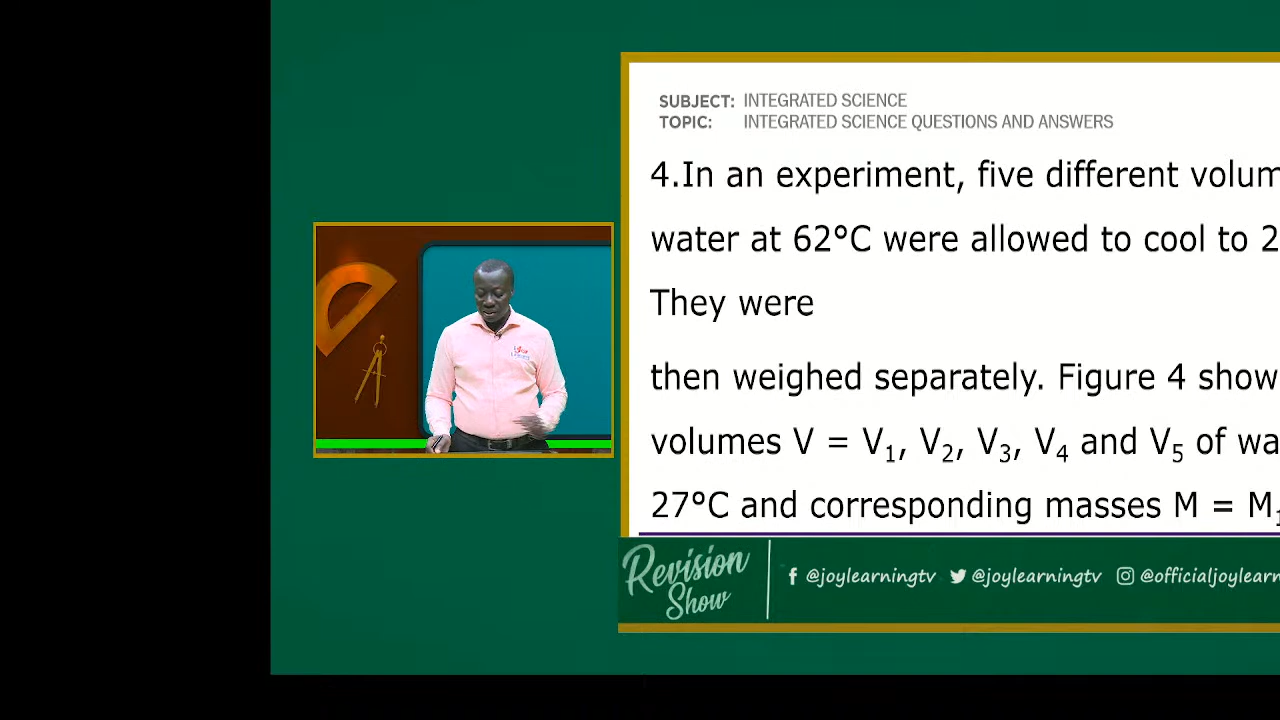 SUBJECT: INTEGRATED SCIENCE
TOPIC: INTEGRATED SCIENCE QUESTIONS AND ANSWERS
4.In an experiment, five different volum
water at 62°C were allowed to cool to 2
They were
then weighed separately. Figure 4 show
volumes V = V₁, V₂, V₃, V₄ and V₅ of wa
27°C and corresponding masses M = M₁
Revision
Show
@joylearningtv @joylearningtv @officialjoylearn